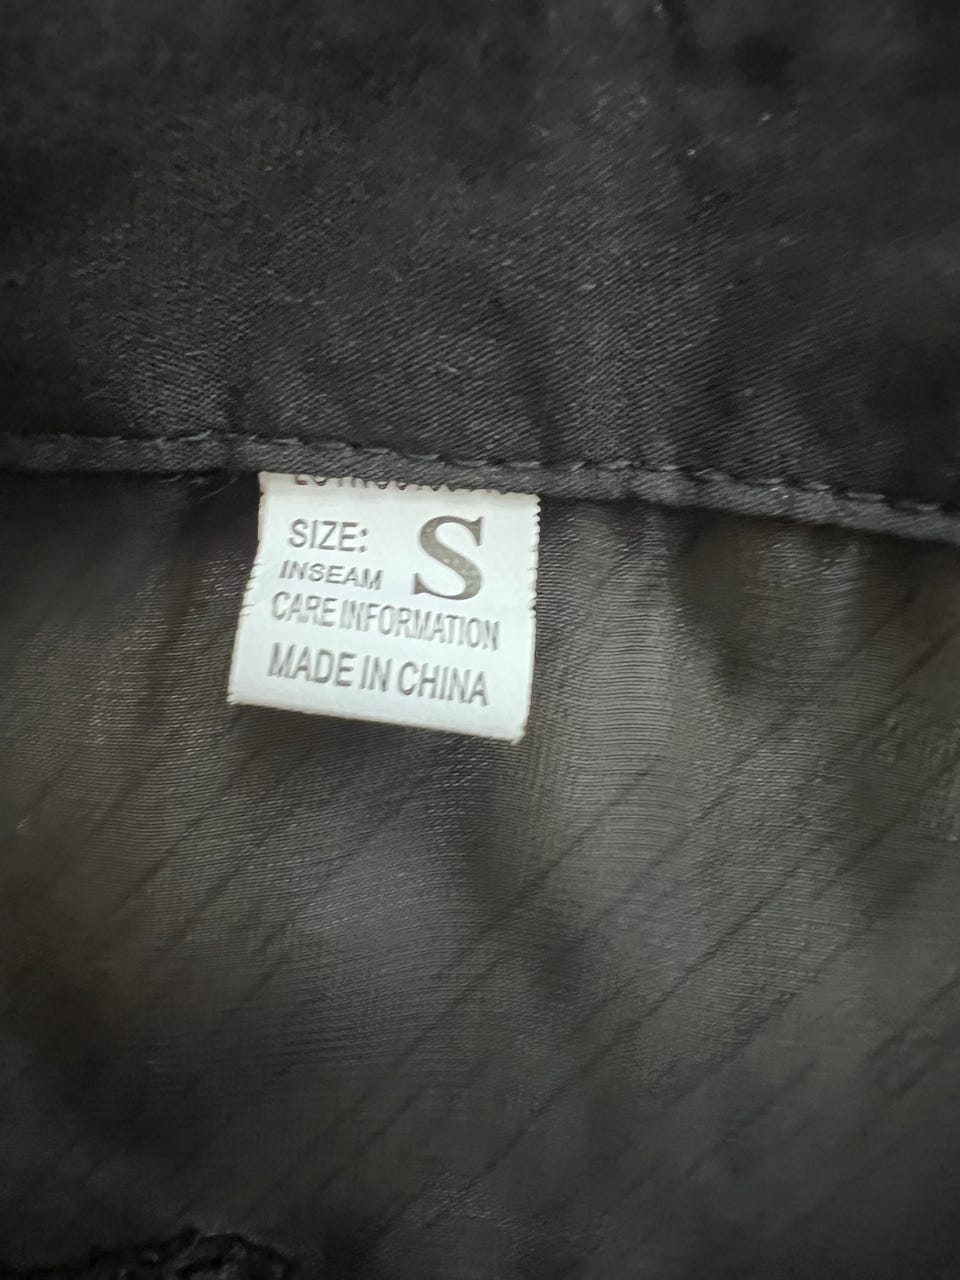 SIZE: S
INSEAM
CARE INFORMATION
MADE IN CHINA